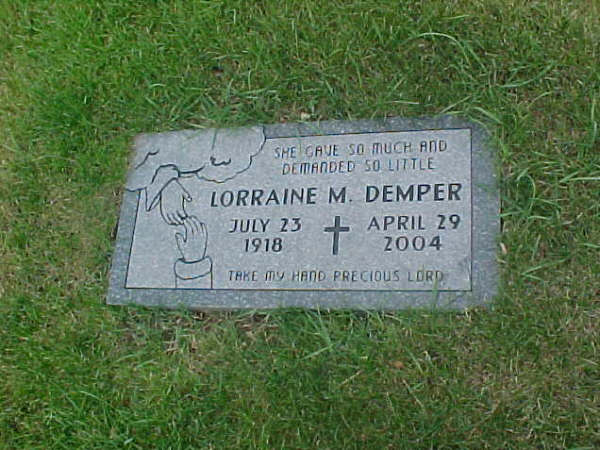 SHE GAVE SO MUCH AND
DEMANDED SO LITTLE
LORRAINE M. DEMPER
JULY 23 APRIL 29
1918 2004
TAKE MY HAND PRECIOUS LORD